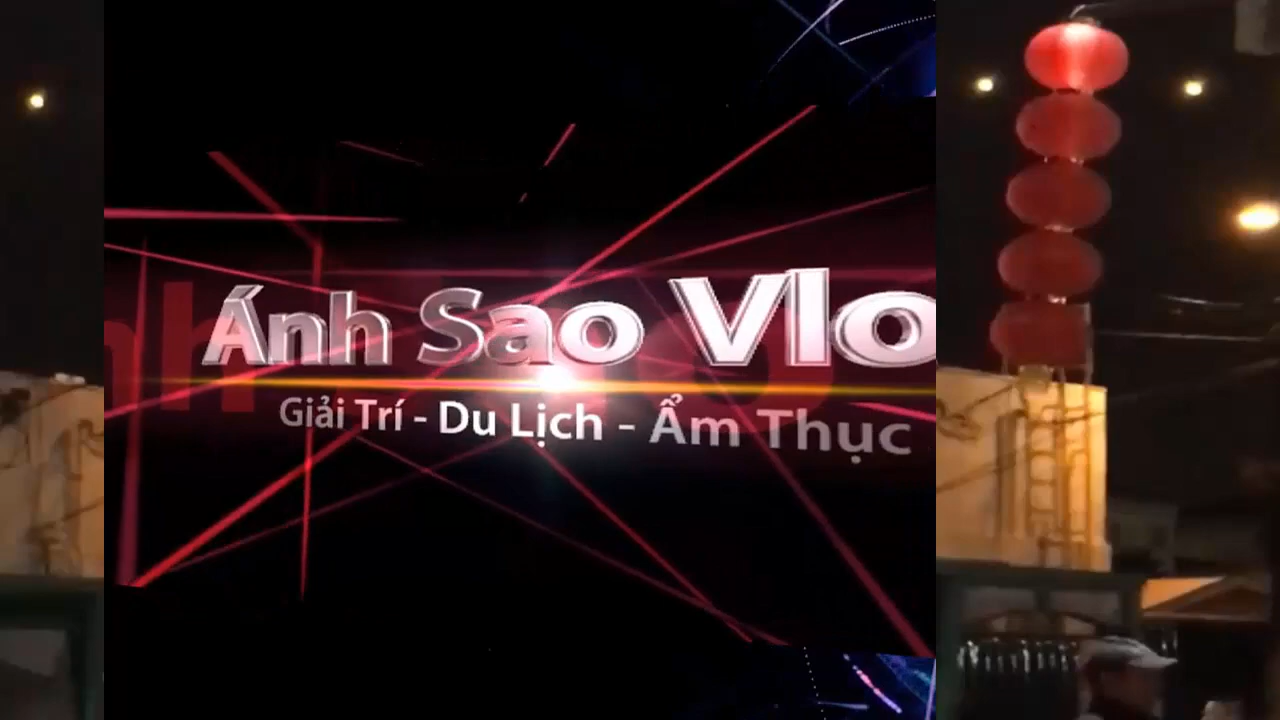 Ánh Sao Vlo
Giải Trí - Du Lịch - Ẩm Thục